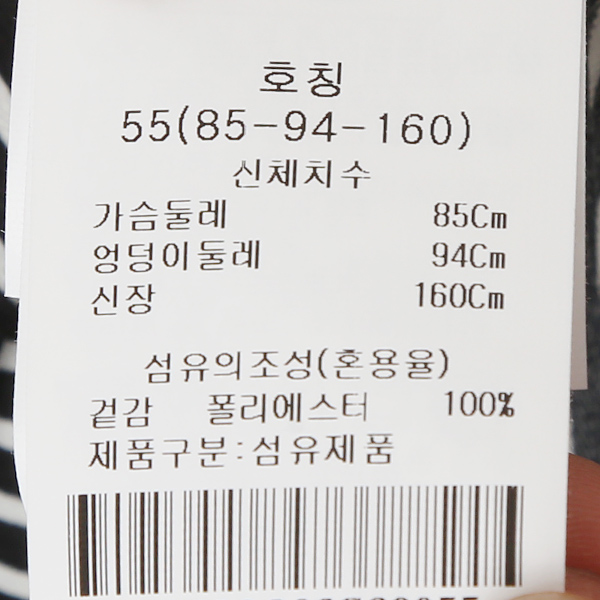 호칭
55(85-94-160)
신체치수
가슴둘레 85Cm
엉덩이둘레 94Cm
신장 160Cm
섬유의조성(혼용율)
겉감 폴리에스터 100%
제품구분:섬유제품